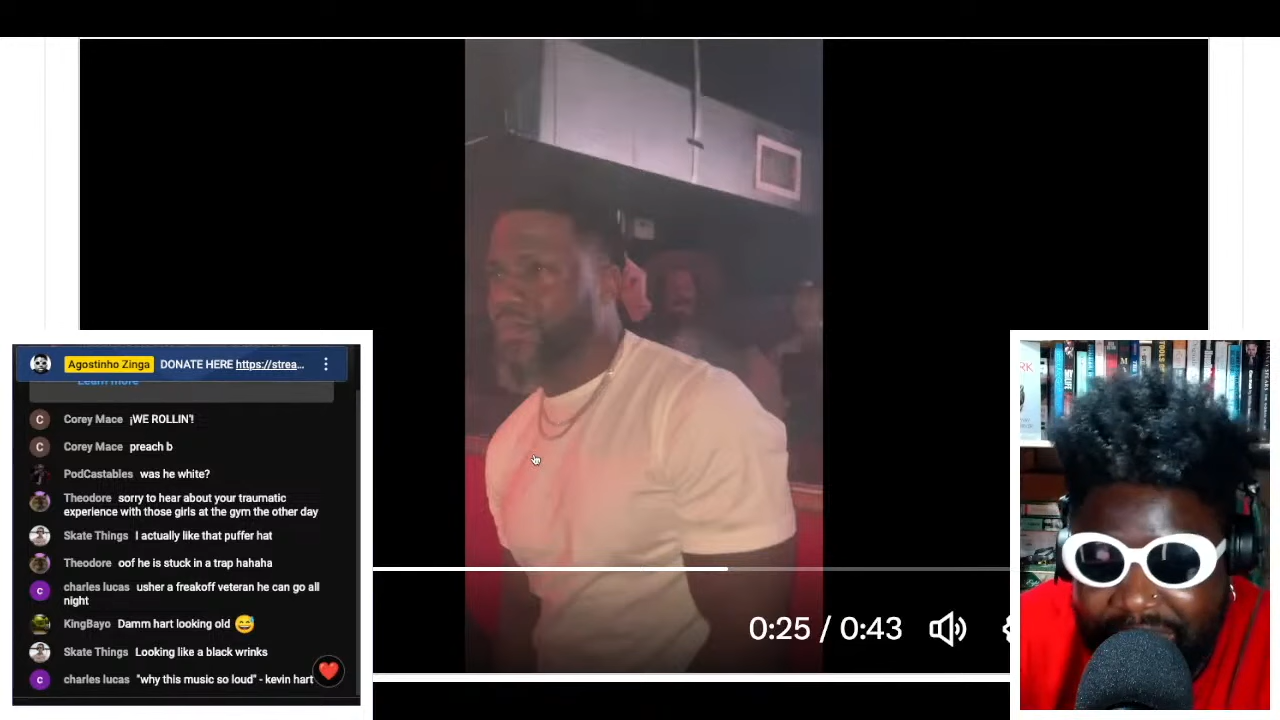 Agostinho Zinga DONATE HERE https://strea...
Learn more
Corey Mace ¡WE ROLLIN'!
Corey Mace preach b
PodCastables was he white?
Theodore sorry to hear about your traumatic
experience with those girls at the gym the other day
Skate Things I actually like that puffer hat
Theodore oof he is stuck in a trap hahaha
charles lucas usher a freakoff veteran he can go all
night
KingBayo Damm hart looking old 😅
Skate Things Looking like a black wrinks
charles lucas "why this music so loud" - kevin hart
0:25 / 0:43